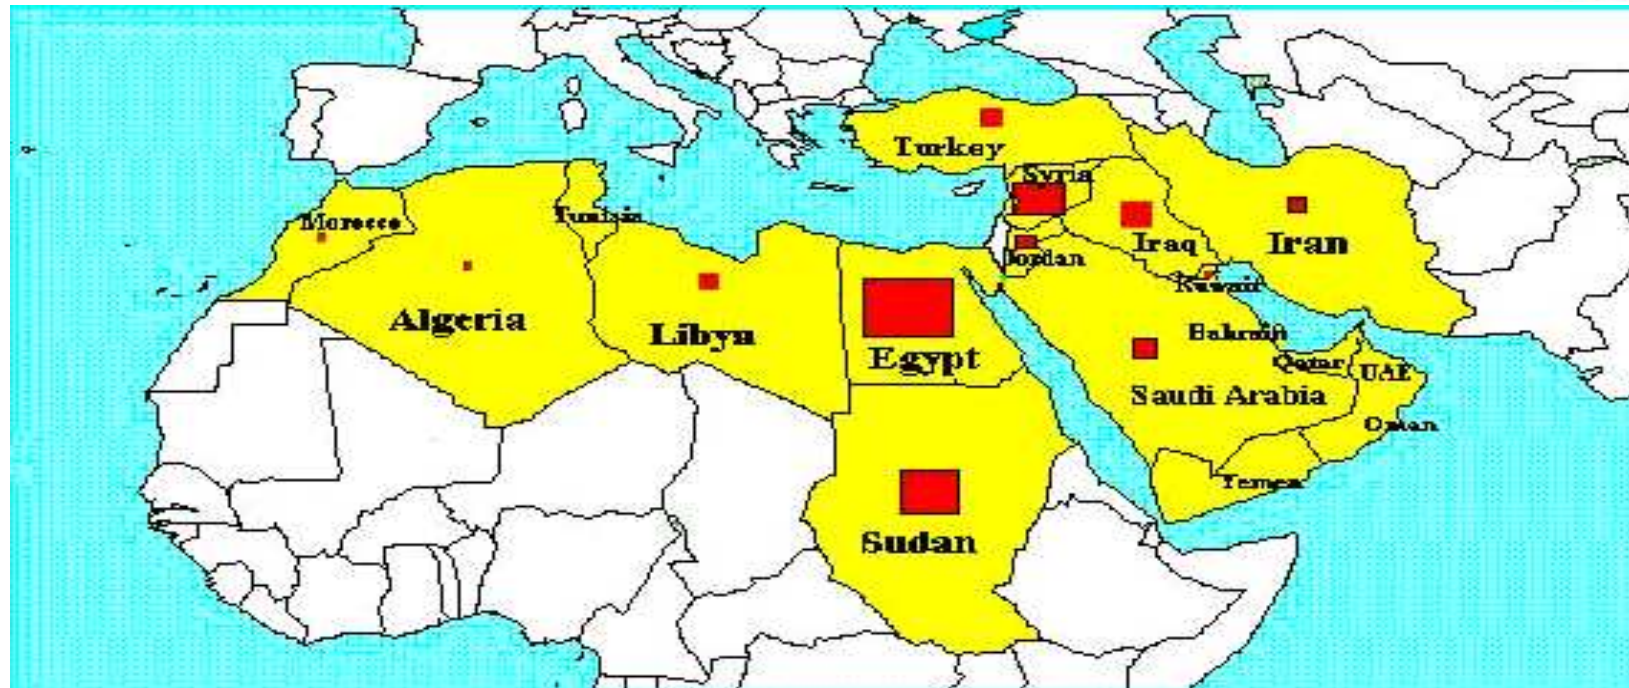 Turkey
Syria
Morocco
Tunisia
Iraq
Iran
Jordan
Kuwait
Algeria
Libya
Egypt
Bahrain
Qatar
UAE
Saudi Arabia
Oman
Yemen
Sudan